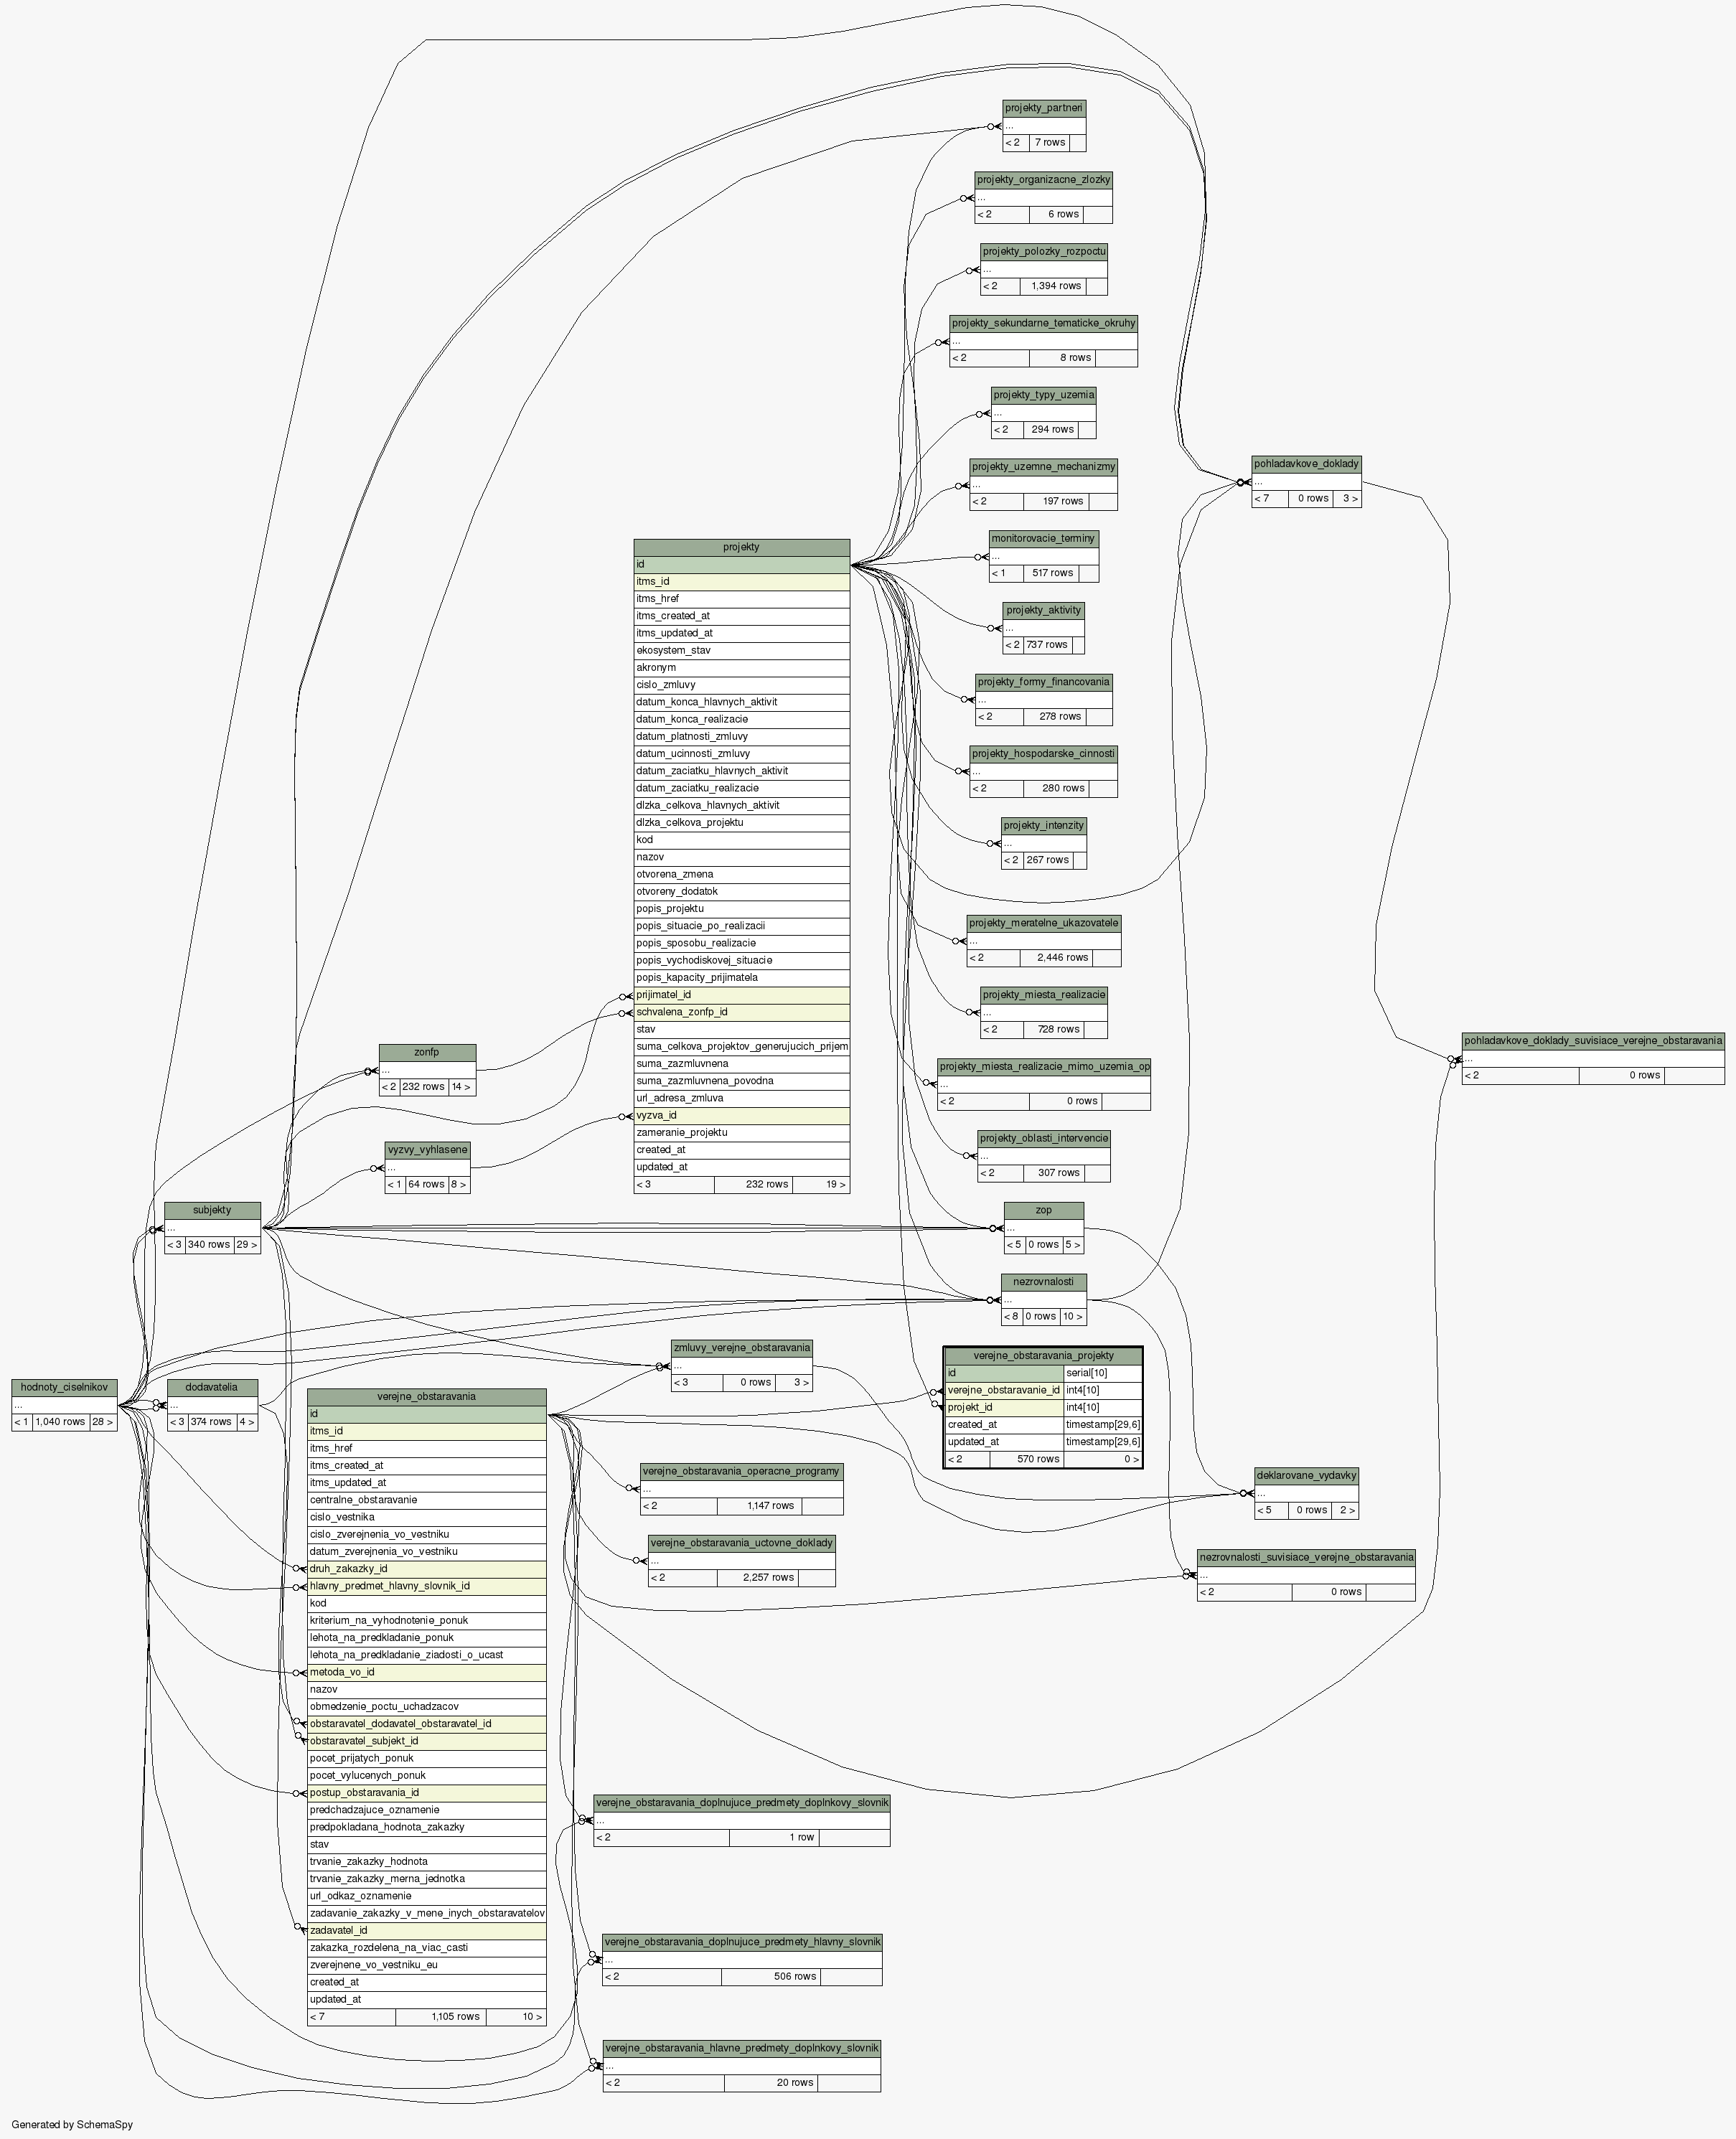 projekty_partneri
...
< 2 7 rows
projekty_organizacne_zlozky
...
< 2 6 rows
projekty_polozky_rozpoctu
...
< 2 1,394 rows
projekty_sekundarne_tematicke_okruhy
...
< 2 8 rows
projekty_typy_uzemia
...
< 2 294 rows
projekty_uzemne_mechanizmy
...
< 2 197 rows
pohladavkove_doklady
...
< 7 0 rows 3 >
monitorovacie_terminy
...
< 1 517 rows
projekty_aktivity
...
< 2 737 rows
projekty_formy_financovania
...
< 2 278 rows
projekty_hospodarske_cinnosti
...
< 2 280 rows
projekty_intenzity
...
< 2 267 rows
projekty_meratelne_ukazovatele
...
< 2 2,446 rows
projekty_miesta_realizacie
...
< 2 728 rows
projekty_miesta_realizacie_mimo_uzemia_op
...
< 2 0 rows
projekty_oblasti_intervencie
...
< 2 307 rows
pohladavkove_doklady_suvisiace_verejne_obstaravania
...
< 2 0 rows
projekty
id
itms_id
itms_href
itms_created_at
itms_updated_at
ekosystem_stav
akronym
cislo_zmluvy
datum_konca_hlavnych_aktivit
datum_konca_realizacie
datum_platnosti_zmluvy
datum_ucinnosti_zmluvy
datum_zaciatku_hlavnych_aktivit
datum_zaciatku_realizacie
dlzka_celkova_hlavnych_aktivit
dlzka_celkova_projektu
kod
nazov
otvorena_zmena
otvoreny_dodatok
popis_projektu
popis_situacie_po_realizacii
popis_sposobu_realizacie
popis_vychodiskovej_situacie
popis_kapacity_prijimatela
prijimatel_id
schvalena_zonfp_id
stav
suma_celkova_projektov_generujucich_prijem
suma_zazmluvnena
suma_zazmluvnena_povodna
url_adresa_zmluva
vyzva_id
zameranie_projektu
created_at
updated_at
< 3 232 rows 19 >
zonfp
...
< 2 232 rows 14 >
vyzvy_vyhlasene
...
< 1 64 rows 8 >
subjekty
...
< 3 340 rows 29 >
zop
...
< 5 0 rows 5 >
nezrovnalosti
...
< 8 0 rows 10 >
zmluvy_verejne_obstaravania
...
< 3 0 rows 3 >
verejne_obstaravania_projekty
id serial[10]
verejne_obstaravanie_id int4[10]
projekt_id int4[10]
created_at timestamp[29,6]
updated_at timestamp[29,6]
< 2 570 rows 0 >
hodnoty_ciselnikov
...
< 1 1,040 rows 28 >
dodavatelia
...
< 3 374 rows 4 >
verejne_obstaravania
id
itms_id
itms_href
itms_created_at
itms_updated_at
centralne_obstaravanie
cislo_vestnika
cislo_zverejnenia_vo_vestniku
datum_zverejnenia_vo_vestniku
druh_zakazky_id
hlavny_predmet_hlavny_slovnik_id
kod
kriterium_na_vyhodnotenie_ponuk
lehota_na_predkladanie_ponuk
lehota_na_predkladanie_ziadosti_o_ucast
metoda_vo_id
nazov
obmedzenie_poctu_uchadzacov
obstaravatel_dodavatel_obstaravatel_id
obstaravatel_subjekt_id
pocet_prijatych_ponuk
pocet_vylucenych_ponuk
postup_obstaravania_id
predchadzajuce_oznamenie
predpokladana_hodnota_zakazky
stav
trvanie_zakazky_hodnota
trvanie_zakazky_merna_jednotka
url_odkaz_oznamenie
zadavanie_zakazky_v_mene_inych_obstaravatelov
zadavatel_id
zakazka_rozdelena_na_viac_casti
zverejnene_vo_vestniku_eu
created_at
updated_at
< 7 1,105 rows 10 >
verejne_obstaravania_operacne_programy
...
< 2 1,147 rows
verejne_obstaravania_uctovne_doklady
...
< 2 2,257 rows
deklarovane_vydavky
...
< 5 0 rows 2 >
nezrovnalosti_suvisiace_verejne_obstaravania
...
< 2 0 rows
verejne_obstaravania_doplnujuce_predmety_doplnkovy_slovnik
...
< 2 1 row
verejne_obstaravania_doplnujuce_predmety_hlavny_slovnik
...
< 2 506 rows
verejne_obstaravania_hlavne_predmety_doplnkovy_slovnik
...
< 2 20 rows
Generated by SchemaSpy